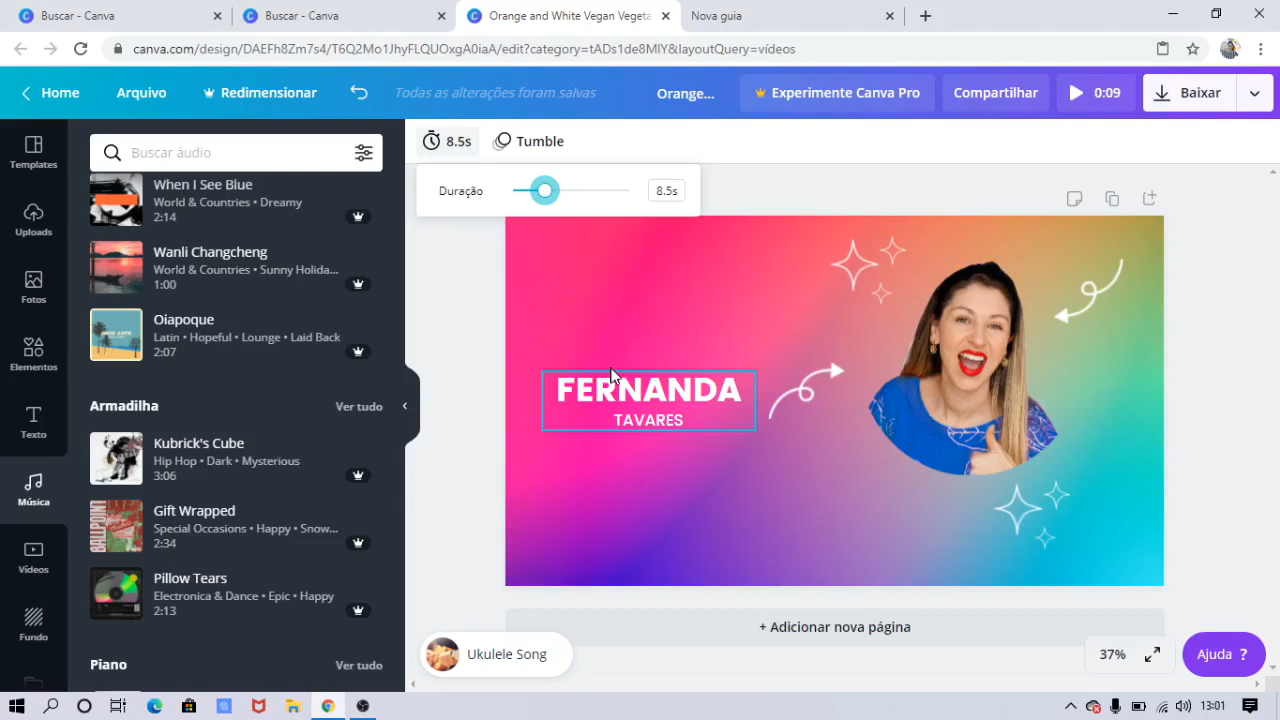 Buscar - Canva
Buscar - Canva
Orange and White Vegan Vegeta
Nova guia
canva.com/design/DAEFh8Zm7s4/T6Q2Mo1JhyFLQUOxgA0iaA/edit?category=tADs1de8MlY&layoutQuery=vídeos
Home
Arquivo
Redimensionar
Todas as alterações foram salvas
Orange...
Experimente Canva Pro
Compartilhar
0:09
Baixar
Templates
Uploads
Fotos
Elementos
Texto
Música
Vídeos
Fundo
Buscar áudio
When I See Blue
World & Countries • Dreamy
2:14
Wanli Changcheng
World & Countries • Sunny Holida...
1:00
Oiapoque
Latin • Hopeful • Lounge • Laid Back
2:07
Armadilha
Ver tudo
Kubrick's Cube
Hip Hop • Dark • Mysterious
3:06
Gift Wrapped
Special Occasions • Happy • Snow...
2:34
Pillow Tears
Electronica & Dance • Epic • Happy
2:13
Piano
Ver tudo
8.5s
Tumble
Duração
8.5s
FERNANDA
TAVARES
+ Adicionar nova página
Ukulele Song
37%
Ajuda ?
13:01